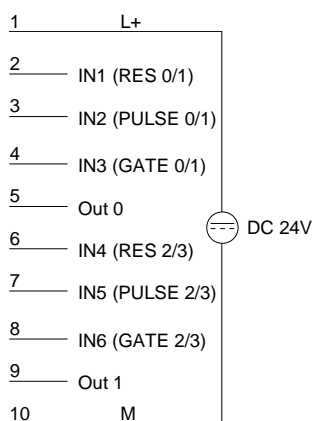 1 L+
2 IN1 (RES 0/1)
3 IN2 (PULSE 0/1)
4 IN3 (GATE 0/1)
5 Out 0
DC 24V
6 IN4 (RES 2/3)
7 IN5 (PULSE 2/3)
8 IN6 (GATE 2/3)
9 Out 1
10 M